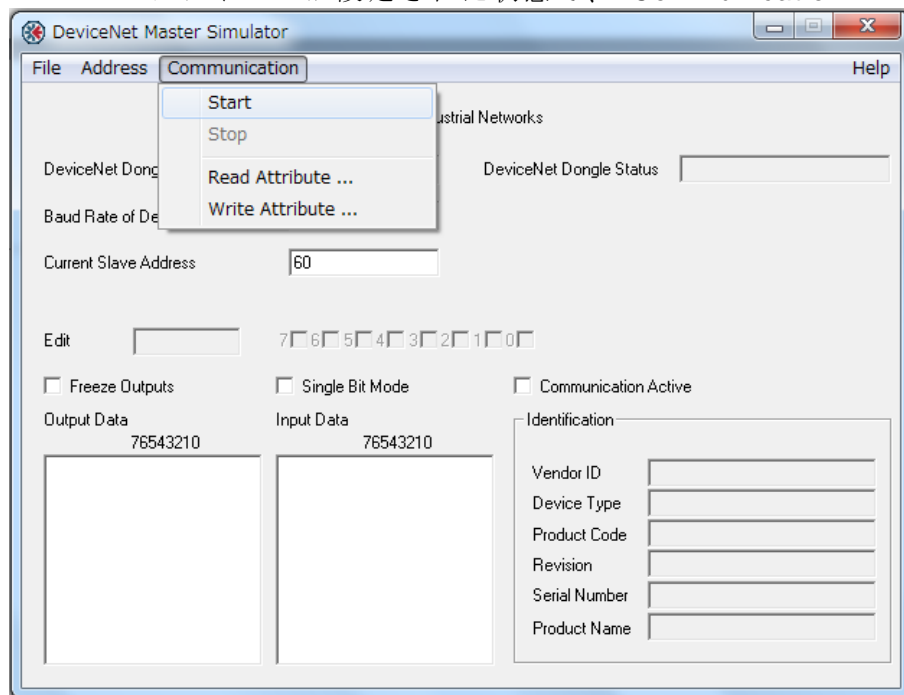 DeviceNet Master Simulator
File Address Communication Help
Start
Stop
Read Attribute ...
Write Attribute ...
ustrial Networks
DeviceNet Dong
DeviceNet Dongle Status
Baud Rate of De
Current Slave Address 60
Edit 7 6 5 4 3 2 1 0
Freeze Outputs Single Bit Mode Communication Active
Output Data Input Data Identification
76543210 76543210
Vendor ID
Device Type
Product Code
Revision
Serial Number
Product Name